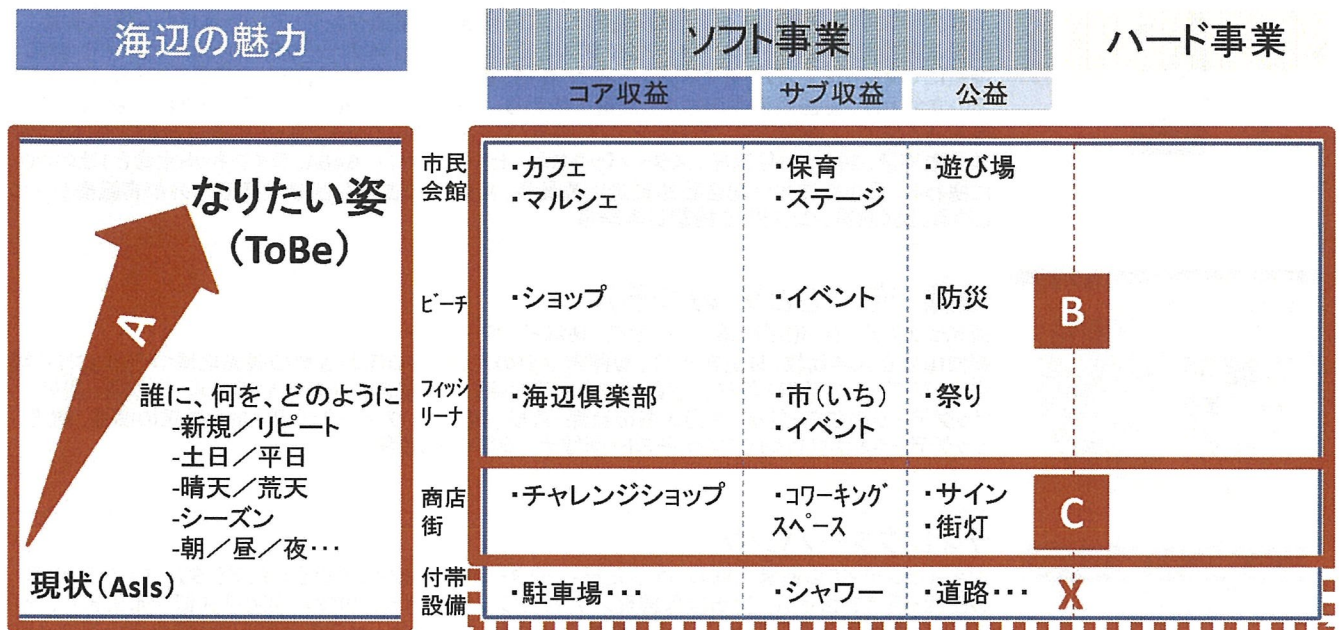 海辺の魅力
ソフト事業
ハード事業
コア収益
サブ収益
公益
なりたい姿
(ToBe)
A
誰に、何を、どのように
-新規／リピート
-土日／平日
-晴天／荒天
-シーズン
-朝／昼／夜･･･
現状(AsIs)
市民
会館
・カフェ
・マルシェ
・保育
・ステージ
・遊び場
ビーチ
・ショップ
・イベント
・防災
B
フィッシャ
リーナ
・海辺倶楽部
・市(いち)
・イベント
・祭り
商店
街
・チャレンジショップ
・コワーキング
スペース
・サイン
・街灯
C
付帯
設備
・駐車場･･･
・シャワー
・道路･･･
X